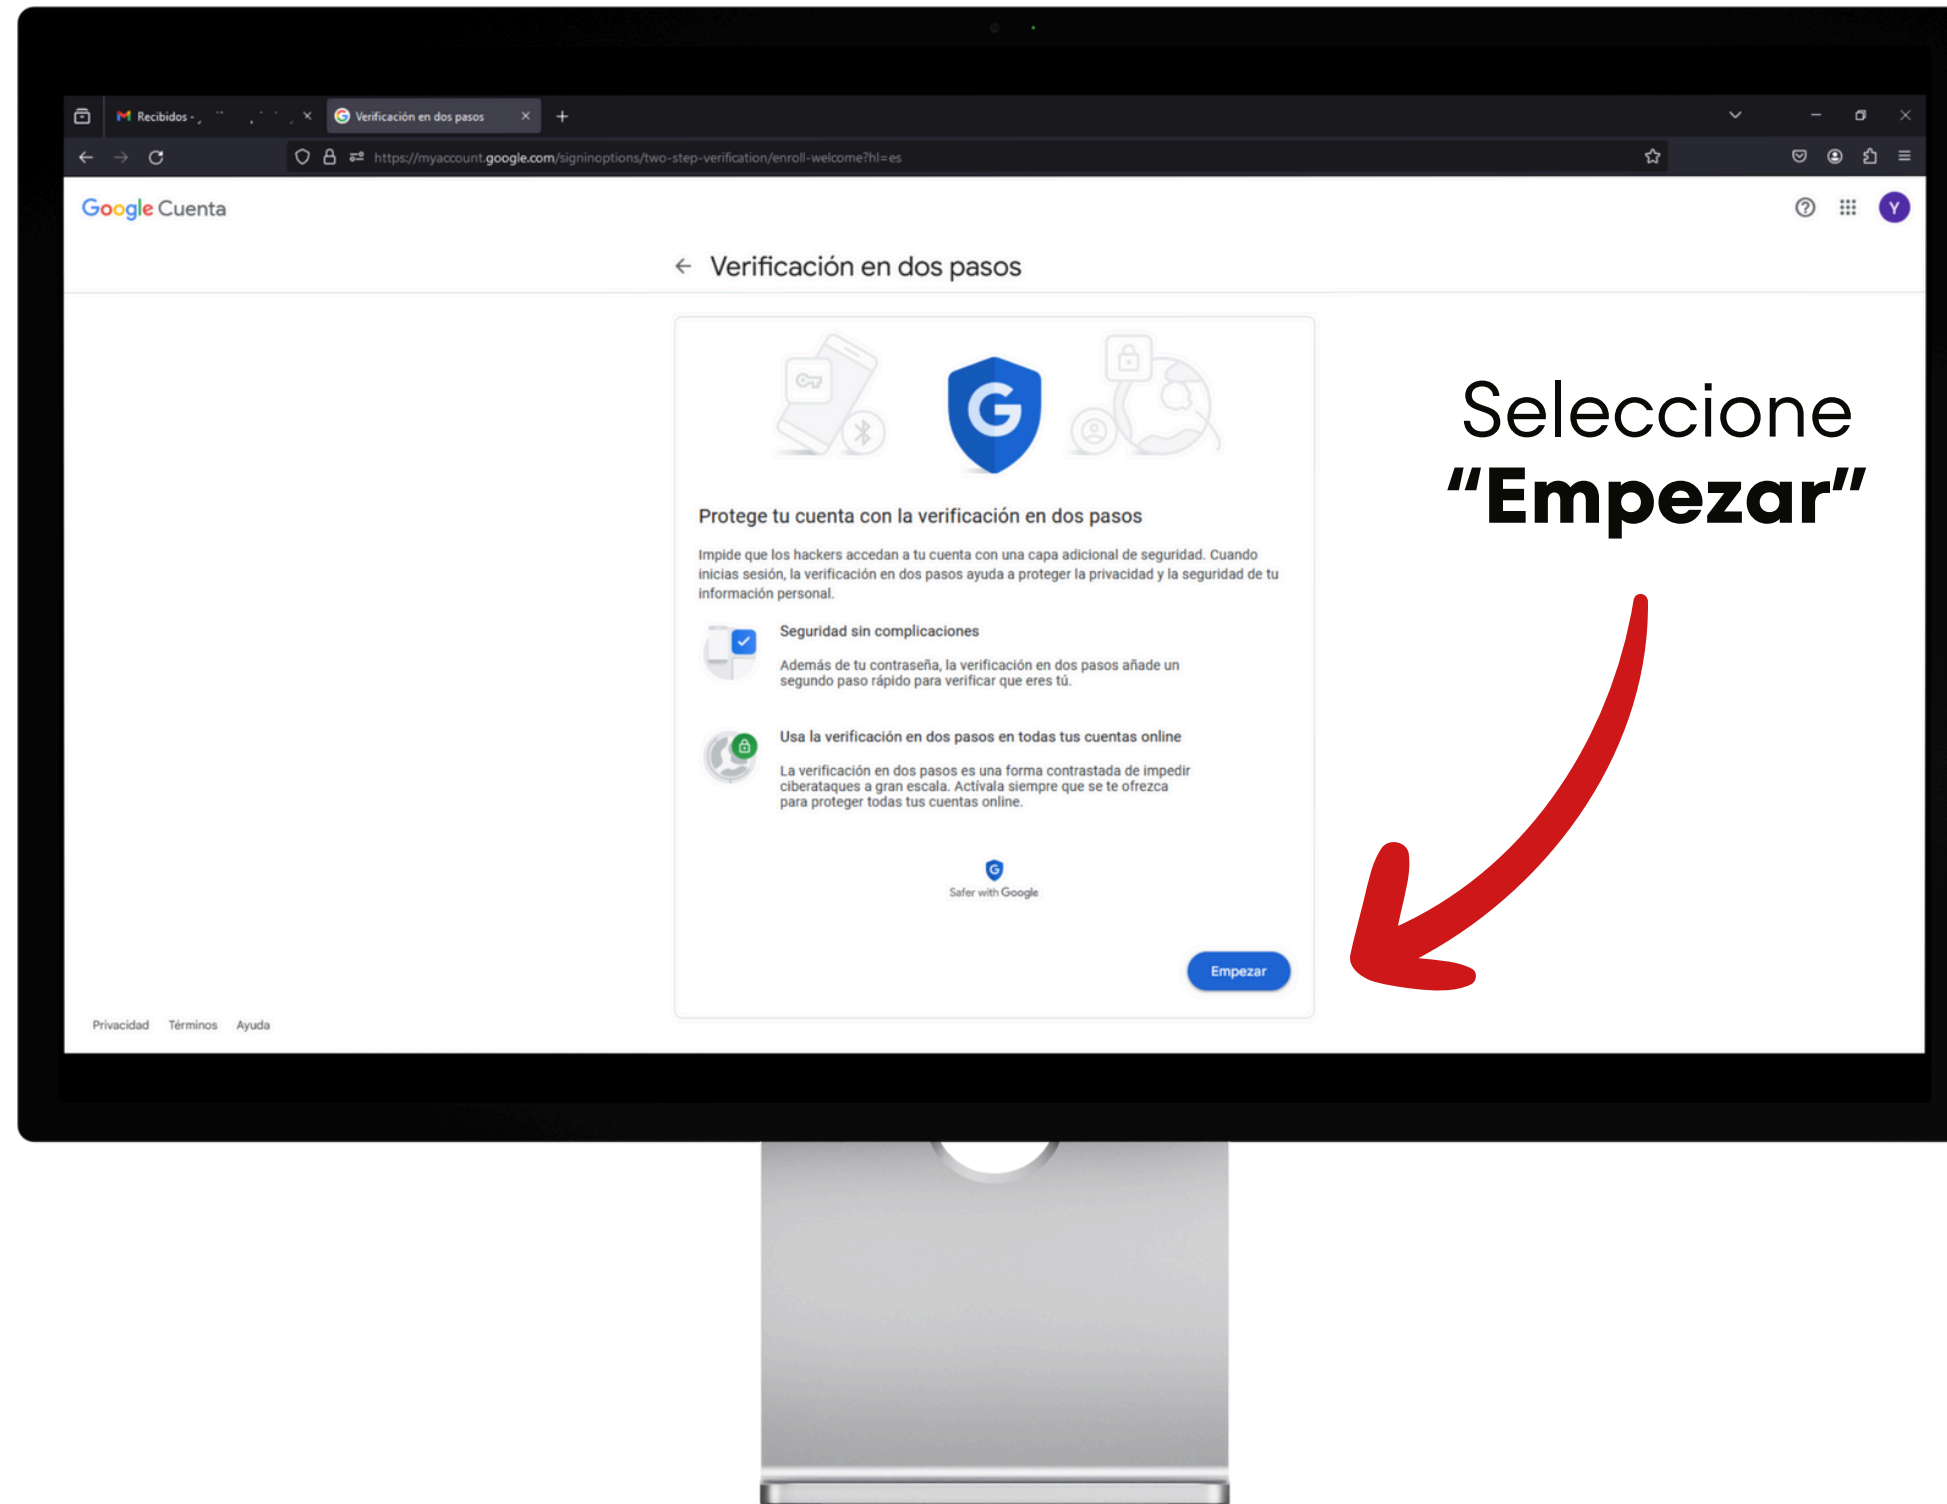 Recibidos -
Verificación en dos pasos
https://myaccount.google.com/signinoptions/two-step-verification/enroll-welcome?hl=es
Google Cuenta
Y
Verificación en dos pasos
G
Protege tu cuenta con la verificación en dos pasos
Impide que los hackers accedan a tu cuenta con una capa adicional de seguridad. Cuando
inicias sesión, la verificación en dos pasos ayuda a proteger la privacidad y la seguridad de tu
información personal.
Seguridad sin complicaciones
Además de tu contraseña, la verificación en dos pasos añade un
segundo paso rápido para verificar que eres tú.
Usa la verificación en dos pasos en todas tus cuentas online
La verificación en dos pasos es una forma contrastada de impedir
ciberataques a gran escala. Actívala siempre que se te ofrezca
para proteger todas tus cuentas online.
G
Safer with Google
Empezar
Privacidad Términos Ayuda
Seleccione
“Empezar”